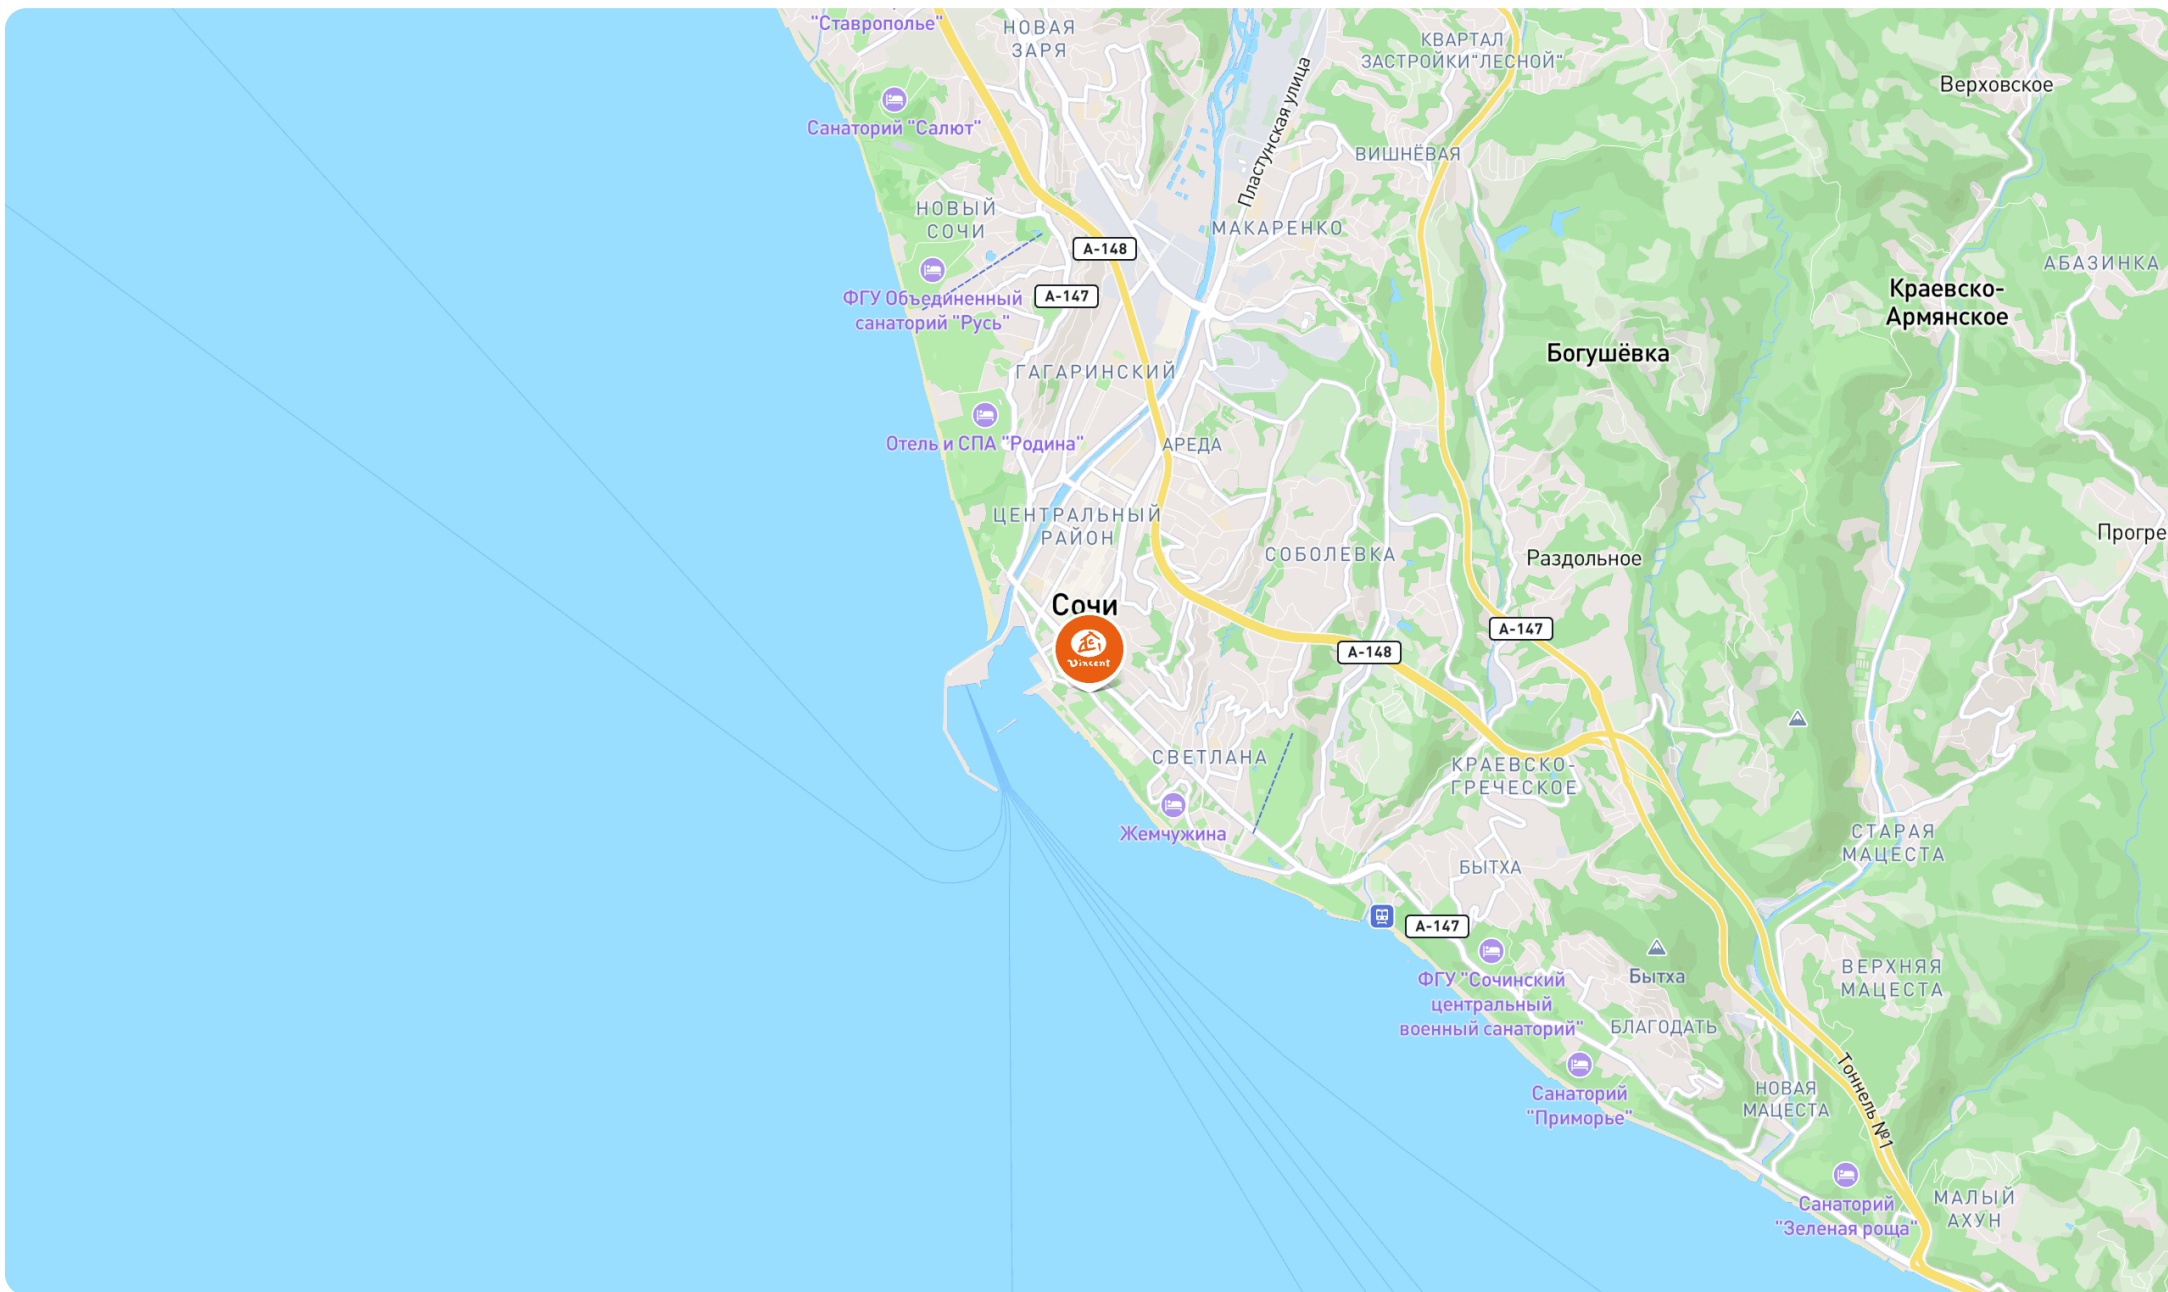 "Ставрополье"
НОВАЯ
ЗАРЯ
КВАРТАЛ
ЗАСТРОЙКИ"ЛЕСНОЙ"
Верховское
Санаторий "Салют"
Пластунская улица
ВИШНЁВАЯ
НОВЫЙ
СОЧИ
МАКАРЕНКО
А-148
АБАЗИНКА
ФГУ Объединенный
санаторий "Русь"
А-147
Краевско-
Армянское
Богушёвка
ГАГАРИНСКИЙ
Отель и СПА "Родина"
АРЕДА
ЦЕНТРАЛЬНЫЙ
РАЙОН
Прогре
СОБОЛЕВКА
Раздольное
Сочи
Vincent
А-148
А-147
СВЕТЛАНА
КРАЕВСКО-
ГРЕЧЕСКОЕ
Жемчужина
СТАРАЯ
МАЦЕСТА
БЫТХА
А-147
ФГУ "Сочинский
центральный
военный санаторий"
Бытха
ВЕРХНЯЯ
МАЦЕСТА
БЛАГОДАТЬ
Санаторий
"Приморье"
НОВАЯ
МАЦЕСТА
Тоннель №1
Санаторий
"Зеленая роща"
МАЛЫЙ
АХУН